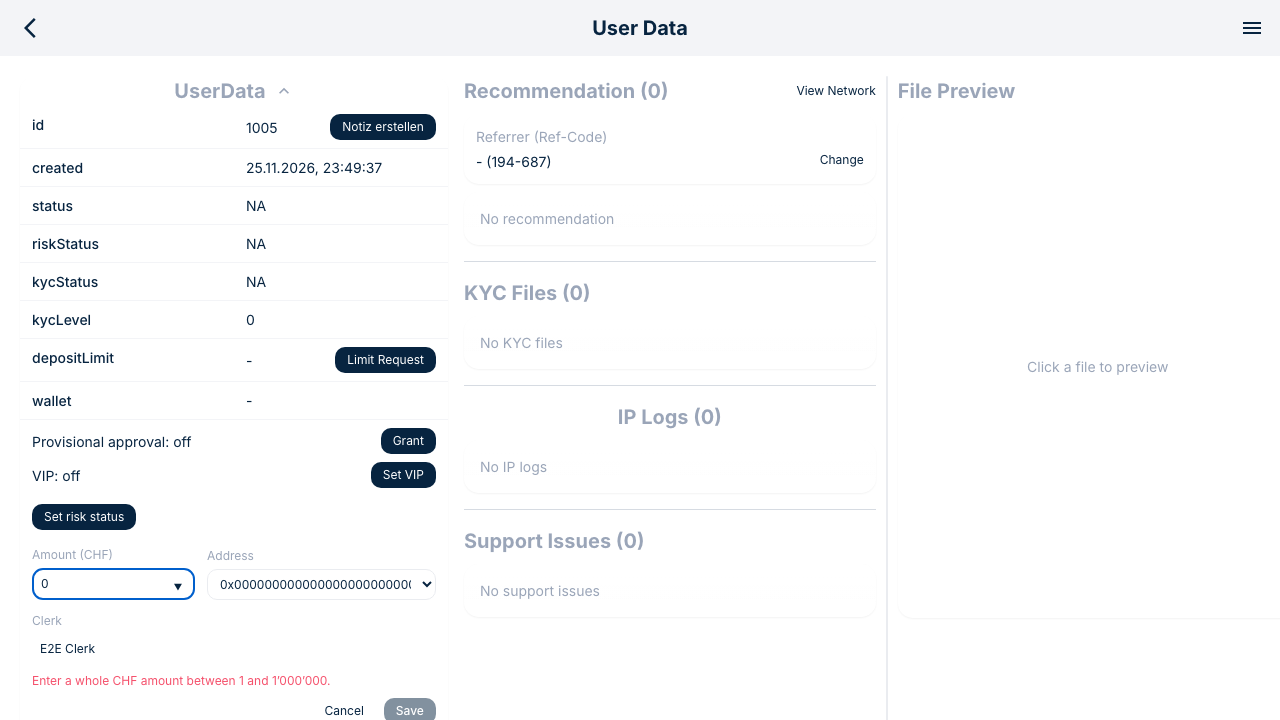 User Data
UserData
id
1005
Notiz erstellen
created
25.11.2026, 23:49:37
status
NA
riskStatus
NA
kycStatus
NA
kycLevel
0
depositLimit
-
Limit Request
wallet
-
Provisional approval: off
Grant
VIP: off
Set VIP
Set risk status
Amount (CHF)
Address
0
Clerk
E2E Clerk
Enter a whole CHF amount between 1 and 1’000’000.
Cancel
Save
Recommendation (0)
View Network
Referrer (Ref-Code)
- (194-687)
Change
No recommendation
KYC Files (0)
No KYC files
IP Logs (0)
No IP logs
Support Issues (0)
No support issues
File Preview
Click a file to preview